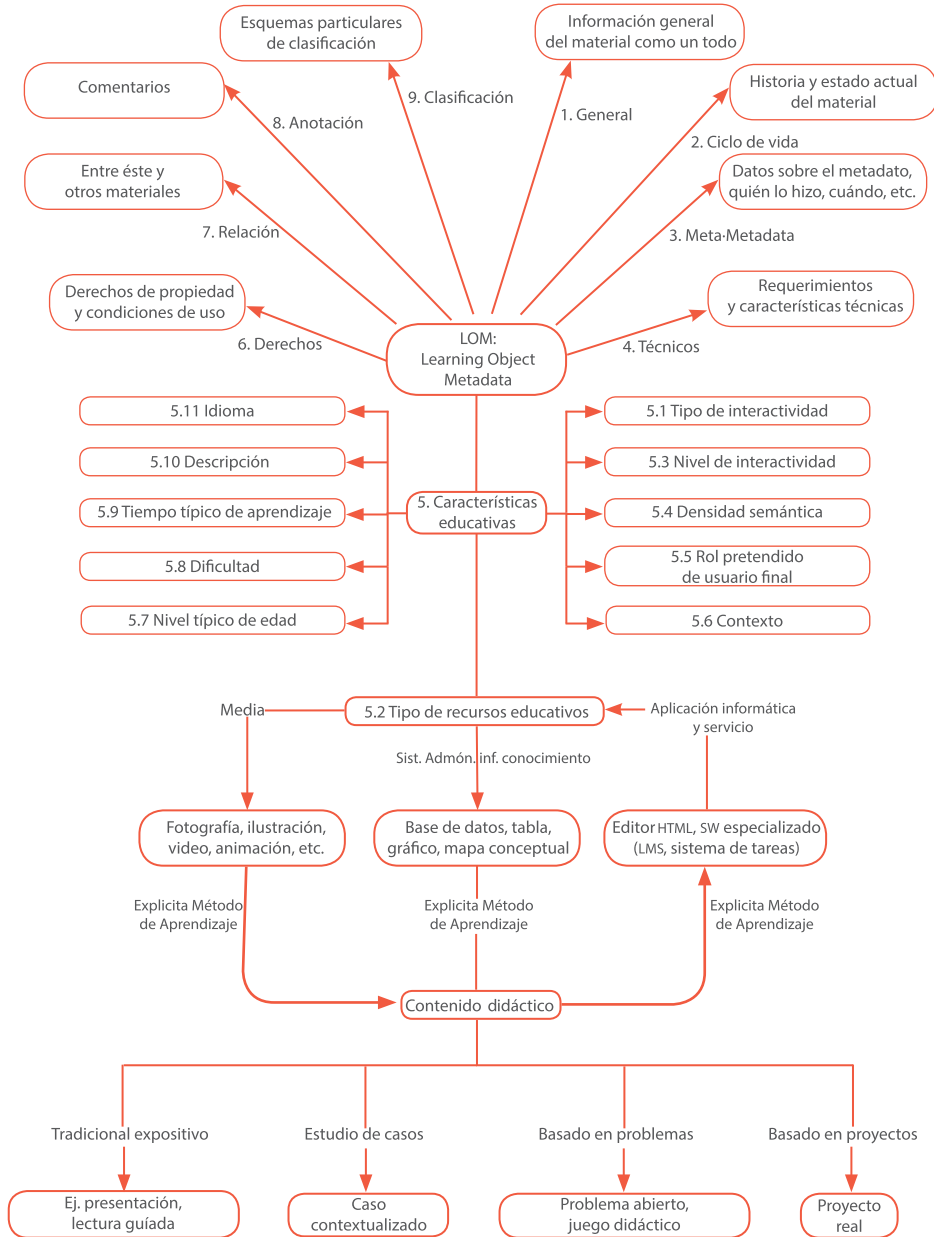 Esquemas particulares
de clasificación
Información general
del material como un todo
Comentarios
Historia y estado actual
del material
9. Clasificación
1. General
8. Anotación
2. Ciclo de vida
Entre éste y
otros materiales
Datos sobre el metadato,
quién lo hizo, cuándo, etc.
7. Relación
3. Meta-Metadata
Derechos de propiedad
y condiciones de uso
Requerimientos
y características técnicas
6. Derechos
4. Técnicos
LOM:
Learning Object
Metadata
5.11 Idioma
5.1 Tipo de interactividad
5.10 Descripción
5.3 Nivel de interactividad
5. Características
educativas
5.9 Tiempo típico de aprendizaje
5.4 Densidad semántica
5.8 Dificultad
5.5 Rol pretendido
de usuario final
5.7 Nivel típico de edad
5.6 Contexto
Media
5.2 Tipo de recursos educativos
Aplicación informática
y servicio
Sist. Admón. inf. conocimiento
Fotografía, ilustración,
video, animación, etc.
Base de datos, tabla,
gráfico, mapa conceptual
Editor HTML, SW especializado
(LMS, sistema de tareas)
Explicita Método
de Aprendizaje
Explicita Método
de Aprendizaje
Explicita Método
de Aprendizaje
Contenido didáctico
Tradicional expositivo
Estudio de casos
Basado en problemas
Basado en proyectos
Ej. presentación,
lectura guíada
Caso
contextualizado
Problema abierto,
juego didáctico
Proyecto
real